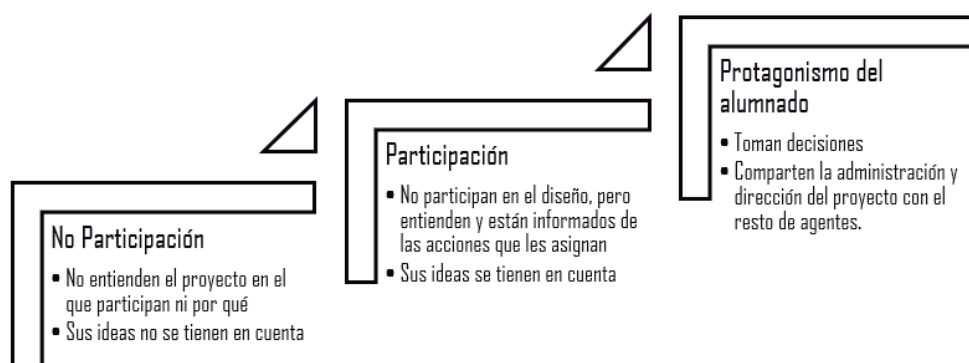 No Participación
• No entienden el proyecto en el
que participan ni por qué
• Sus ideas no se tienen en cuenta
Participación
• No participan en el diseño, pero
entienden y están informados de
las acciones que les asignan
• Sus ideas se tienen en cuenta
Protagonismo del
alumnado
• Toman decisiones
• Comparten la administración y
dirección del proyecto con el
resto de agentes.